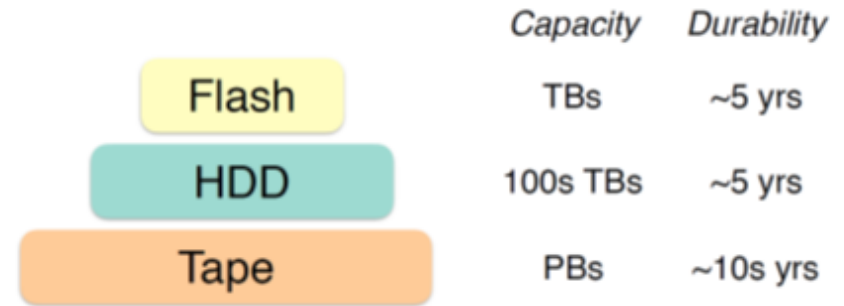 Capacity Durability
Flash TBs ~5 yrs
HDD 100s TBs ~5 yrs
Tape PBs ~10s yrs